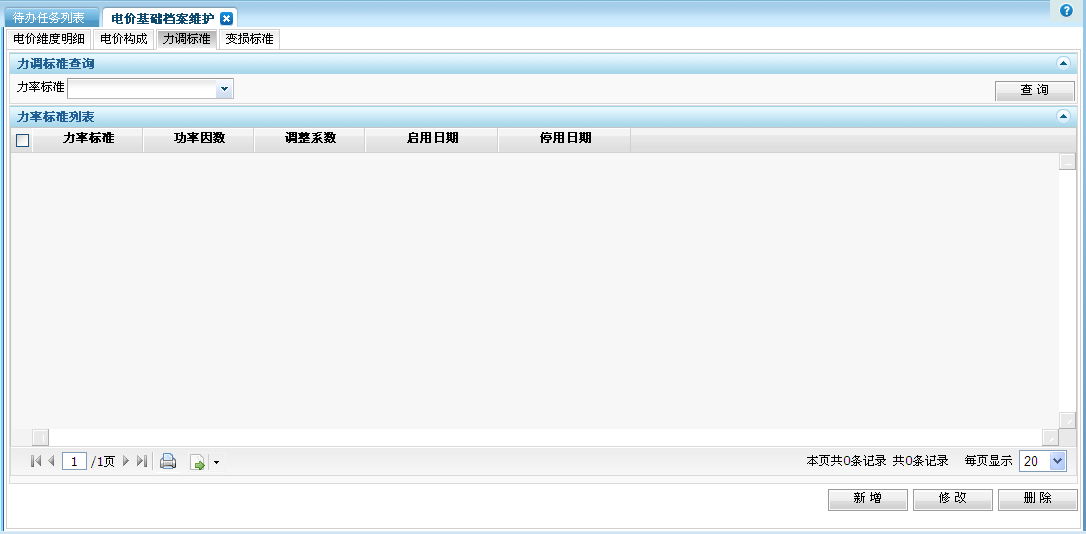 待办任务列表 电价基础档案维护
电价维度明细 电价构成 力调标准 变损标准
力调标准查询
力率标准 查 询
力率标准列表
力率标准 功率因数 调整系数 启用日期 停用日期
1 /1页 本页共0条记录 共0条记录 每页显示 20
新 增 修 改 删 除